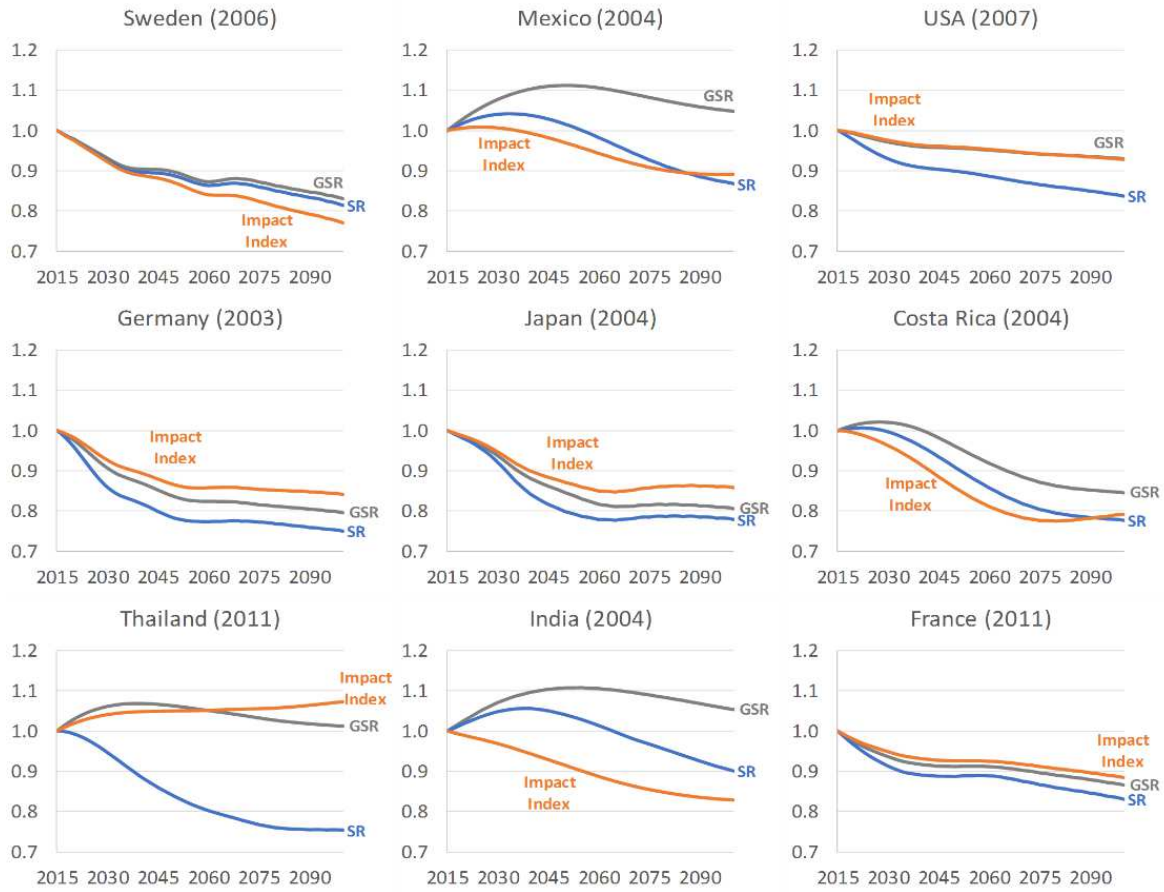 Sweden (2006)
1.2
1.1
1.0
0.9
0.8
0.7
GSR
SR
Impact
Index
2015 2030 2045 2060 2075 2090
Mexico (2004)
1.2
1.1
1.0
0.9
0.8
0.7
GSR
Impact
Index
SR
2015 2030 2045 2060 2075 2090
USA (2007)
1.2
1.1
1.0
0.9
0.8
0.7
Impact
Index
GSR
SR
2015 2030 2045 2060 2075 2090
Germany (2003)
1.2
1.1
1.0
0.9
0.8
0.7
Impact
Index
GSR
SR
2015 2030 2045 2060 2075 2090
Japan (2004)
1.2
1.1
1.0
0.9
0.8
0.7
Impact
Index
GSR
SR
2015 2030 2045 2060 2075 2090
Costa Rica (2004)
1.2
1.1
1.0
0.9
0.8
0.7
Impact
Index
GSR
SR
2015 2030 2045 2060 2075 2090
Thailand (2011)
1.2
1.1
1.0
0.9
0.8
0.7
Impact
Index
GSR
SR
2015 2030 2045 2060 2075 2090
India (2004)
1.2
1.1
1.0
0.9
0.8
0.7
GSR
SR
Impact
Index
2015 2030 2045 2060 2075 2090
France (2011)
1.2
1.1
1.0
0.9
0.8
0.7
Impact
Index
GSR
SR
2015 2030 2045 2060 2075 2090